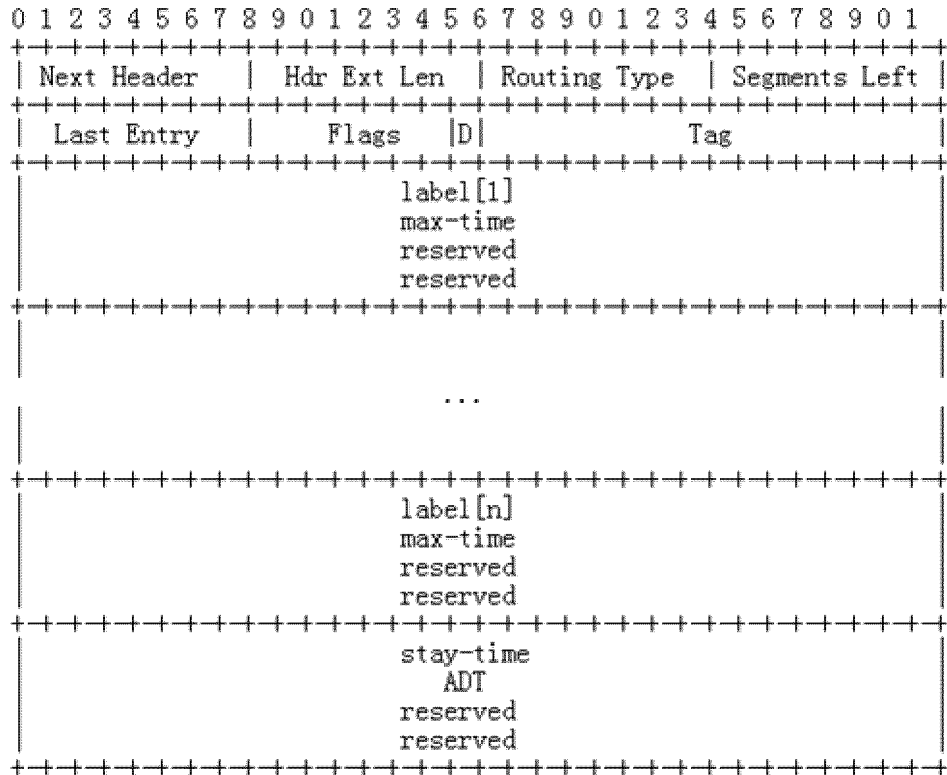 0 1 2 3 4 5 6 7 8 9 0 1 2 3 4 5 6 7 8 9 0 1 2 3 4 5 6 7 8 9 0 1
+-+-+-+-+-+-+-+-+-+-+-+-+-+-+-+-+-+-+-+-+-+-+-+-+-+-+-+-+-+-+-+-+
| Next Header | Hdr Ext Len | Routing Type | Segments Left |
+-+-+-+-+-+-+-+-+-+-+-+-+-+-+-+-+-+-+-+-+-+-+-+-+-+-+-+-+-+-+-+-+
| Last Entry | Flags |D| Tag |
+-+-+-+-+-+-+-+-+-+-+-+-+-+-+-+-+-+-+-+-+-+-+-+-+-+-+-+-+-+-+-+-+
| label[1] |
| max-time |
| reserved |
| reserved |
+-+-+-+-+-+-+-+-+-+-+-+-+-+-+-+-+-+-+-+-+-+-+-+-+-+-+-+-+-+-+-+-+
...
+-+-+-+-+-+-+-+-+-+-+-+-+-+-+-+-+-+-+-+-+-+-+-+-+-+-+-+-+-+-+-+-+
| label[n] |
| max-time |
| reserved |
| reserved |
+-+-+-+-+-+-+-+-+-+-+-+-+-+-+-+-+-+-+-+-+-+-+-+-+-+-+-+-+-+-+-+-+
| stay-time |
| ADT |
| reserved |
| reserved |
+-+-+-+-+-+-+-+-+-+-+-+-+-+-+-+-+-+-+-+-+-+-+-+-+-+-+-+-+-+-+-+-+